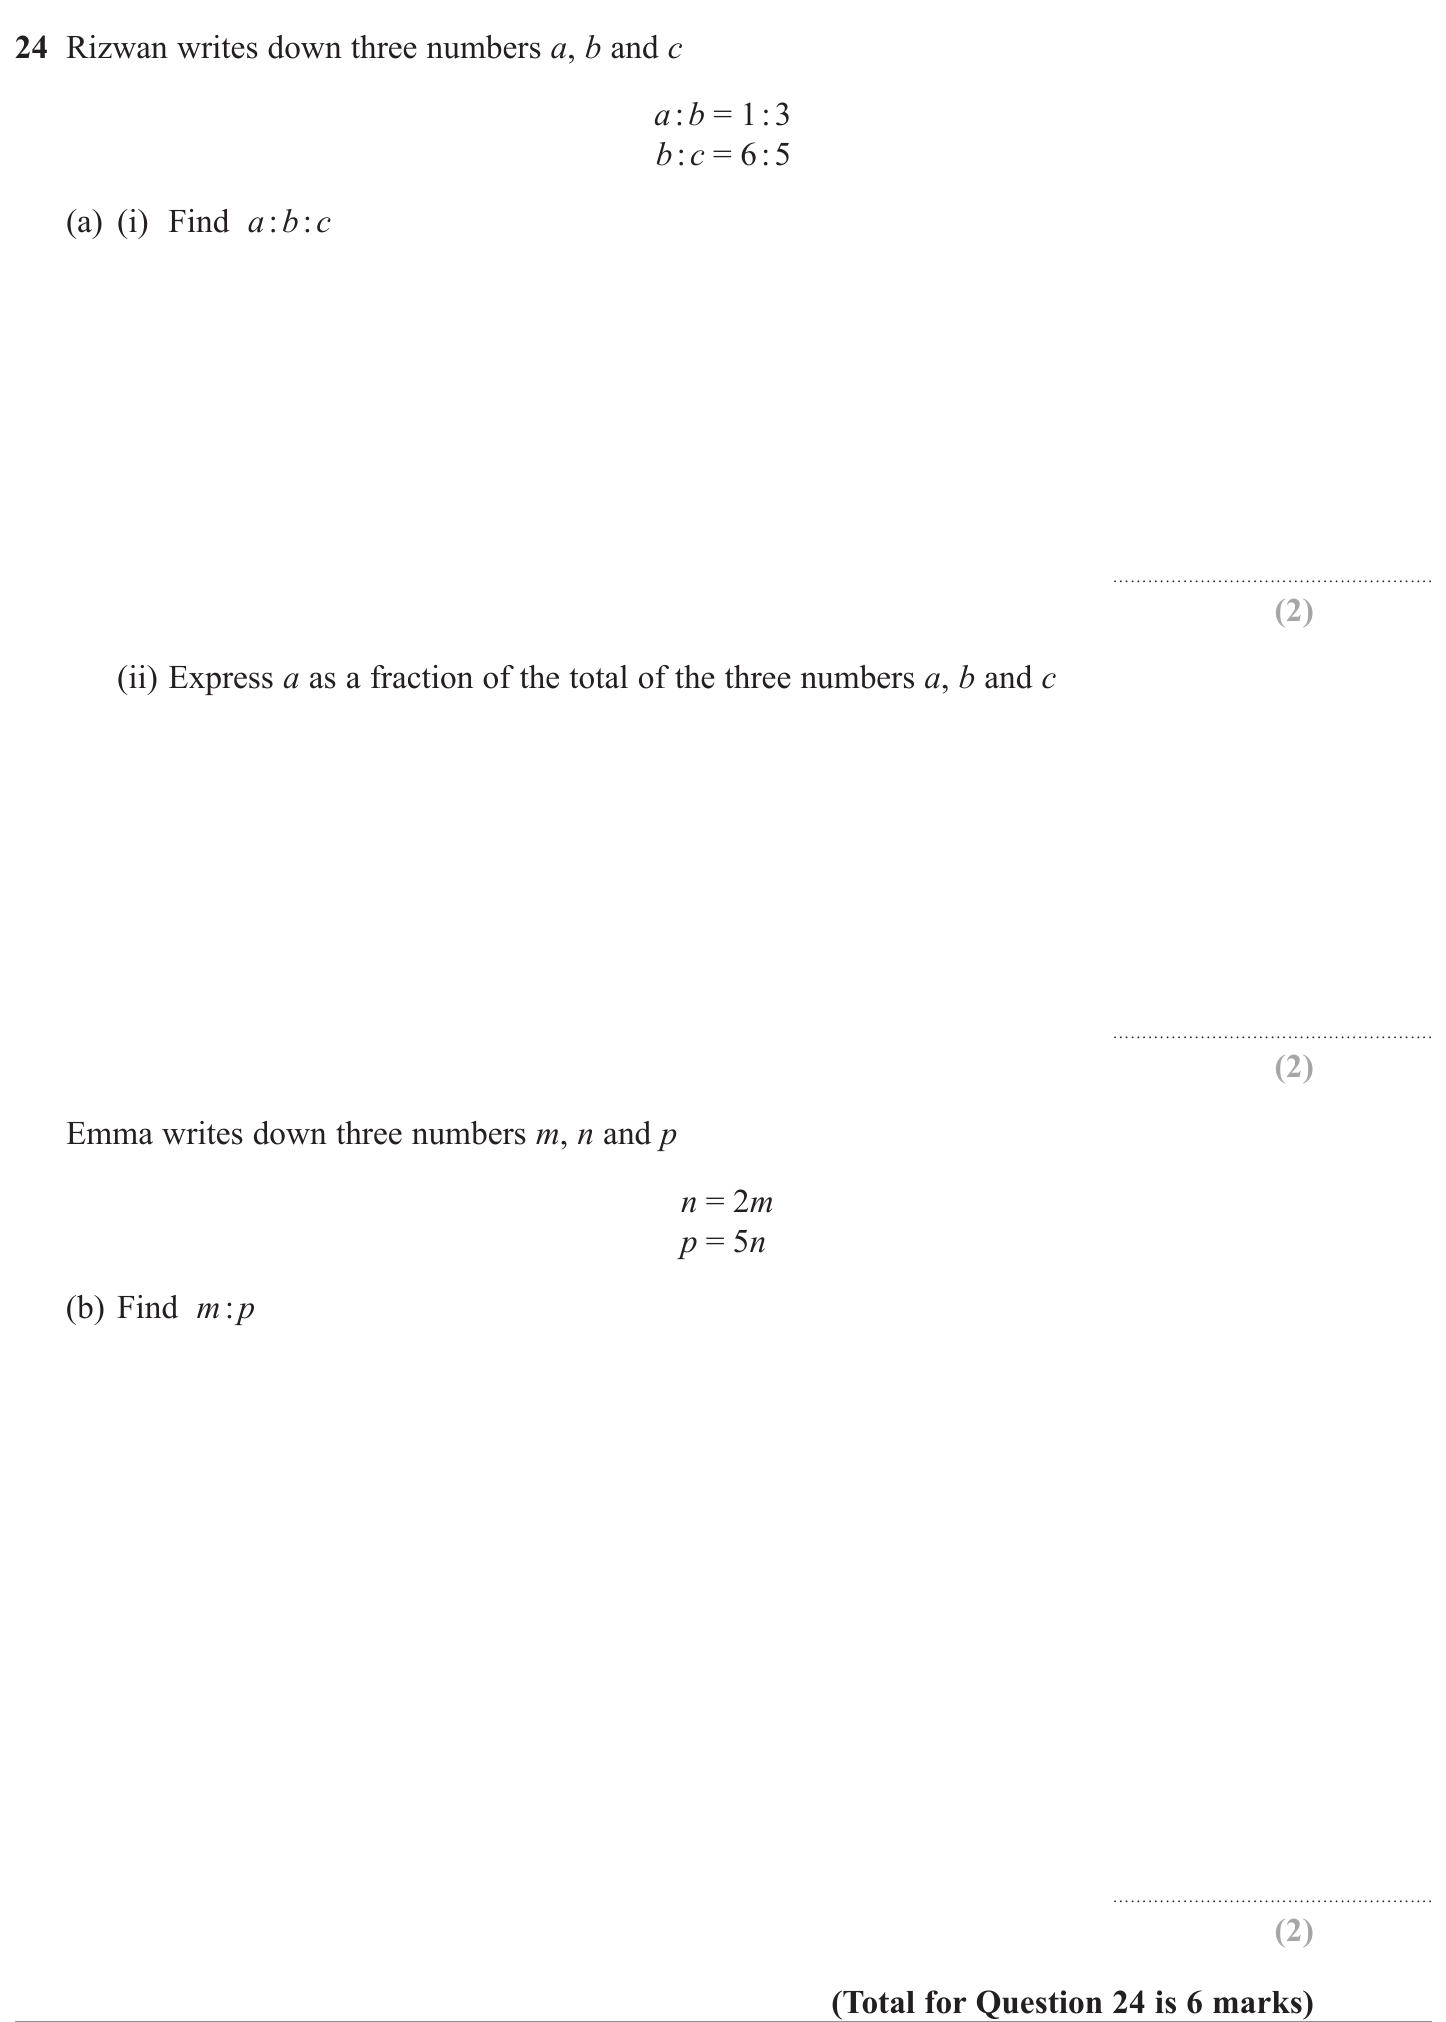 24 Rizwan writes down three numbers a, b and c
a : b = 1 : 3
b : c = 6 : 5
(a) (i) Find a : b : c
(2)
(ii) Express a as a fraction of the total of the three numbers a, b and c
(2)
Emma writes down three numbers m, n and p
n = 2m
p = 5n
(b) Find m : p
(2)
(Total for Question 24 is 6 marks)